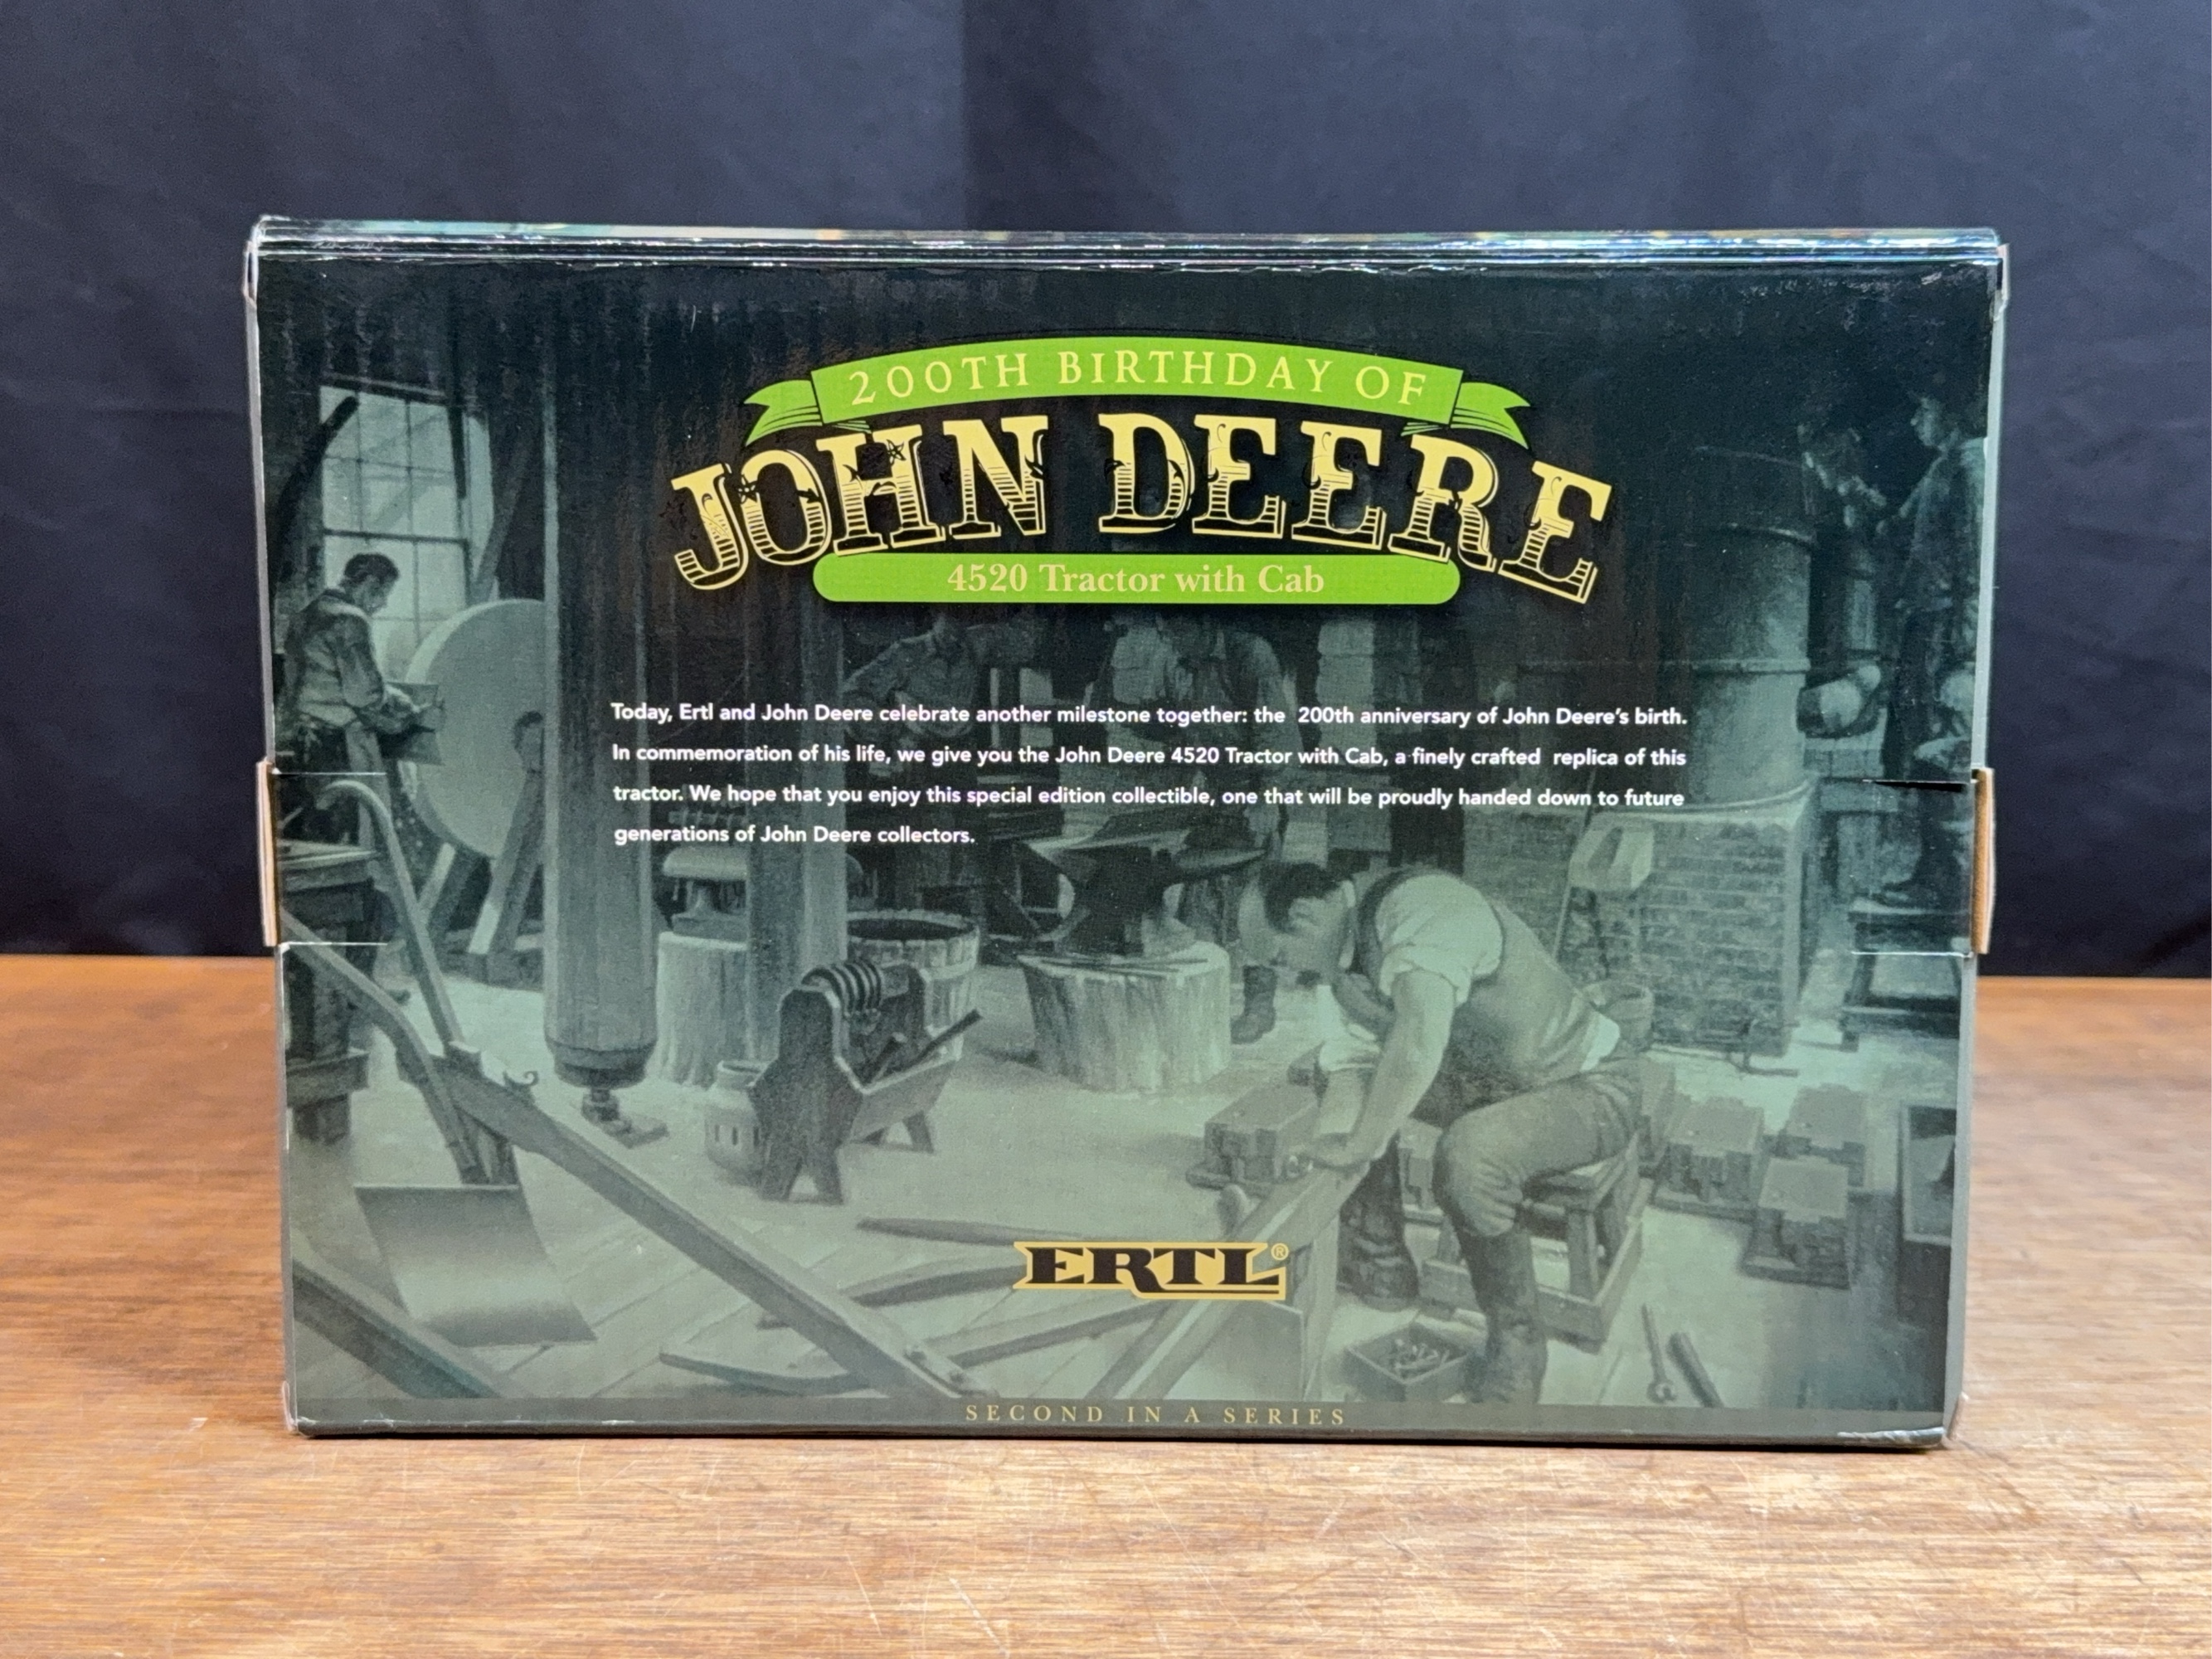 200TH BIRTHDAY OF
JOHN DEERE
4520 Tractor with Cab
Today, Ertl and John Deere celebrate another milestone together: the 200th anniversary of John Deere's birth.
In commemoration of his life, we give you the John Deere 4520 Tractor with Cab, a finely crafted replica of this
tractor. We hope that you enjoy this special edition collectible, one that will be proudly handed down to future
generations of John Deere collectors.
ERTL®
SECOND IN A SERIES